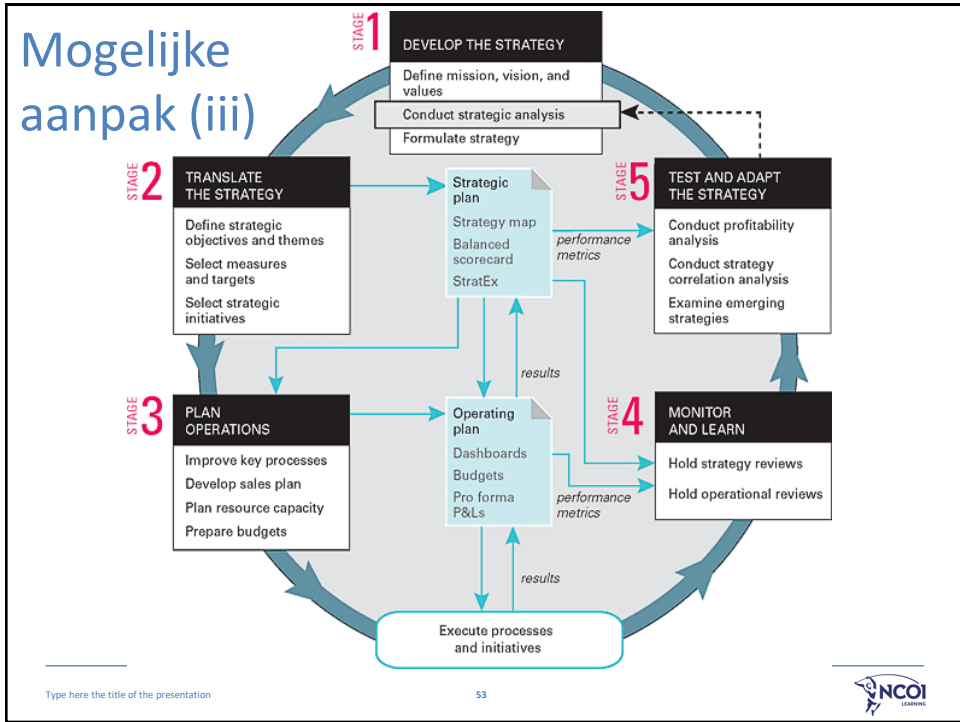 Mogelijke
aanpak (iii)
STAGE 1
DEVELOP THE STRATEGY
Define mission, vision, and
values
Conduct strategic analysis
Formulate strategy
STAGE 2
TRANSLATE
THE STRATEGY
Define strategic
objectives and themes
Select measures
and targets
Select strategic
initiatives
Strategic
plan
Strategy map
Balanced
scorecard
StratEx
performance
metrics
STAGE 5
TEST AND ADAPT
THE STRATEGY
Conduct profitability
analysis
Conduct strategy
correlation analysis
Examine emerging
strategies
results
STAGE 3
PLAN
OPERATIONS
Improve key processes
Develop sales plan
Plan resource capacity
Prepare budgets
Operating
plan
Dashboards
Budgets
Pro forma
P&Ls
performance
metrics
STAGE 4
MONITOR
AND LEARN
Hold strategy reviews
Hold operational reviews
results
Execute processes
and initiatives
Type here the title of the presentation
53
NCOI
LEARNING